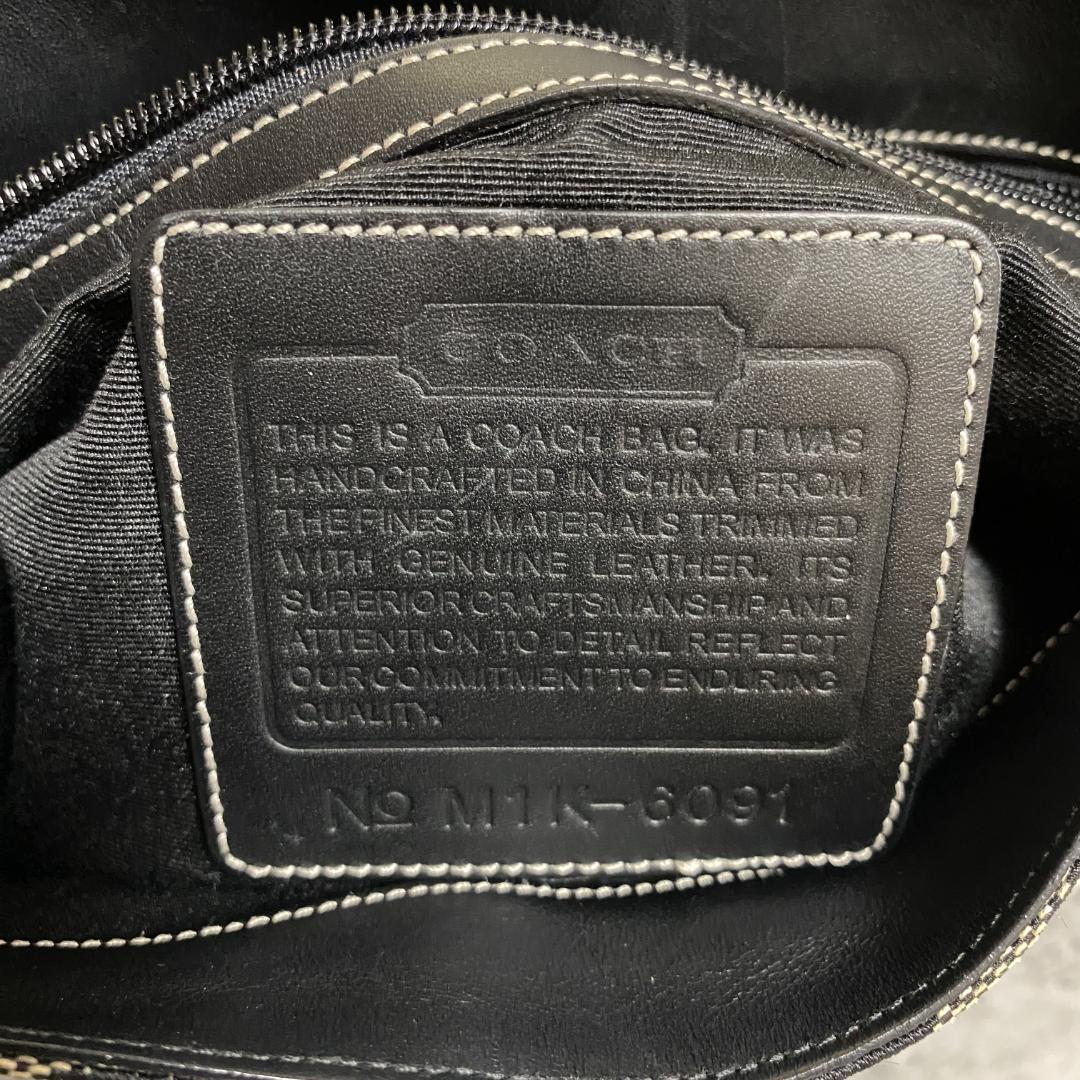 COACH
THIS IS A COACH BAG. IT WAS
HANDCRAFTED IN CHINA FROM
THE FINEST MATERIALS TRIMMED
WITH GENUINE LEATHER. ITS
SUPERIOR CRAFTSMANSHIP AND
ATTENTION TO DETAIL REFLECT
OUR COMMITMENT TO ENDURING
QUALITY.
No M1K-6091